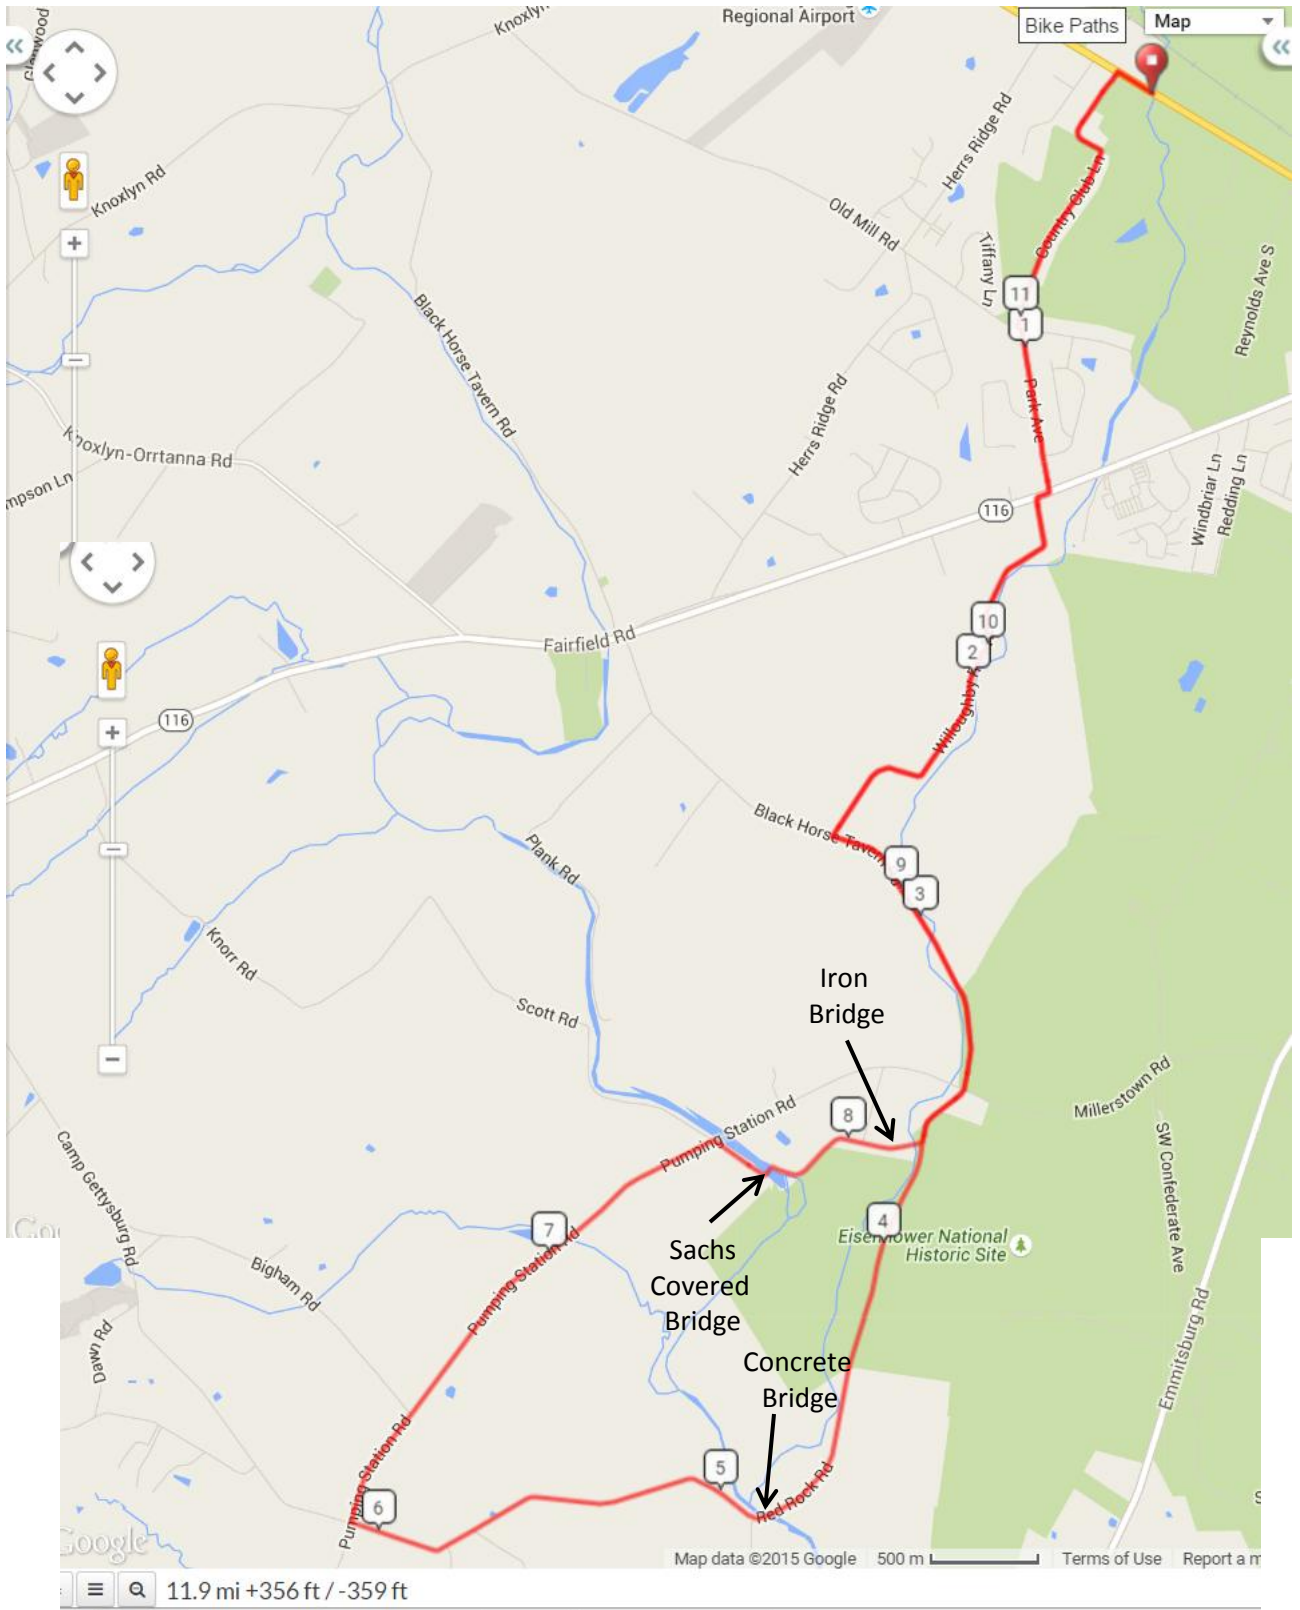 Knoxlyn
Regional Airport
Bike Paths
Map
Glenwood
Knoxlyn Rd
Herrs Ridge Rd
Old Mill Rd
Country Club Ln
Tiffany Ln
Reynolds Ave S
11
1
Black Horse Tavern Rd
Park Ave
Herrs Ridge Rd
Knoxlyn-Orrtanna Rd
mpson Ln
Windbriar Ln
Redding Ln
116
10
Fairfield Rd
2
116
Willoughby
Black Horse Tavern
Plank Rd
9
3
Knorr Rd
Iron
Bridge
Scott Rd
Millerstown Rd
Pumping Station Rd
8
Camp Gettysburg Rd
SW Confederate Ave
7
4
Eisenhower National
Historic Site
Sachs
Covered
Bridge
Bigham Rd
Pumping Station Rd
Dawn Rd
Emmitsburg Rd
Concrete
Bridge
Pumping Station Rd
5
Red Rock Rd
6
S
Goo
Google
Map data ©2015 Google
500 m
Terms of Use
Report a m
11.9 mi +356 ft / -359 ft